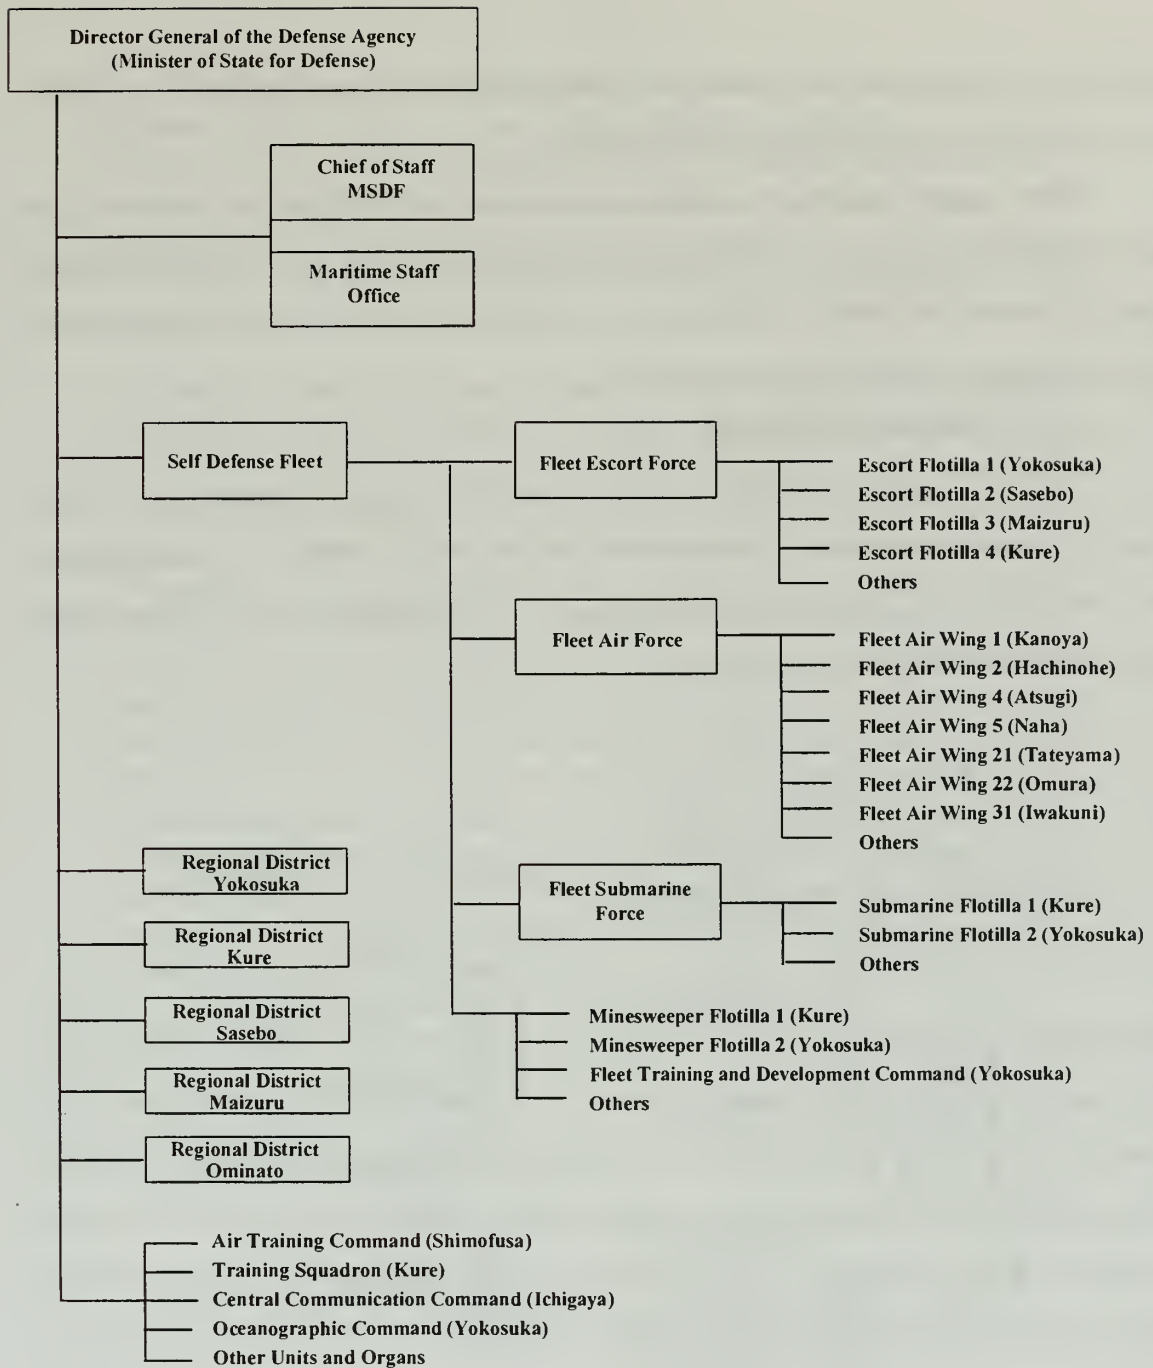 Director General of the Defense Agency
(Minister of State for Defense)
Chief of Staff
MSDF
Maritime Staff
Office
Self Defense Fleet
Fleet Escort Force
Escort Flotilla 1 (Yokosuka)
Escort Flotilla 2 (Sasebo)
Escort Flotilla 3 (Maizuru)
Escort Flotilla 4 (Kure)
Others
Fleet Air Force
Fleet Air Wing 1 (Kanoya)
Fleet Air Wing 2 (Hachinohe)
Fleet Air Wing 4 (Atsugi)
Fleet Air Wing 5 (Naha)
Fleet Air Wing 21 (Tateyama)
Fleet Air Wing 22 (Omura)
Fleet Air Wing 31 (Iwakuni)
Others
Fleet Submarine
Force
Submarine Flotilla 1 (Kure)
Submarine Flotilla 2 (Yokosuka)
Others
Minesweeper Flotilla 1 (Kure)
Minesweeper Flotilla 2 (Yokosuka)
Fleet Training and Development Command (Yokosuka)
Others
Regional District
Yokosuka
Regional District
Kure
Regional District
Sasebo
Regional District
Maizuru
Regional District
Ominato
Air Training Command (Shimofusa)
Training Squadron (Kure)
Central Communication Command (Ichigaya)
Oceanographic Command (Yokosuka)
Other Units and Organs